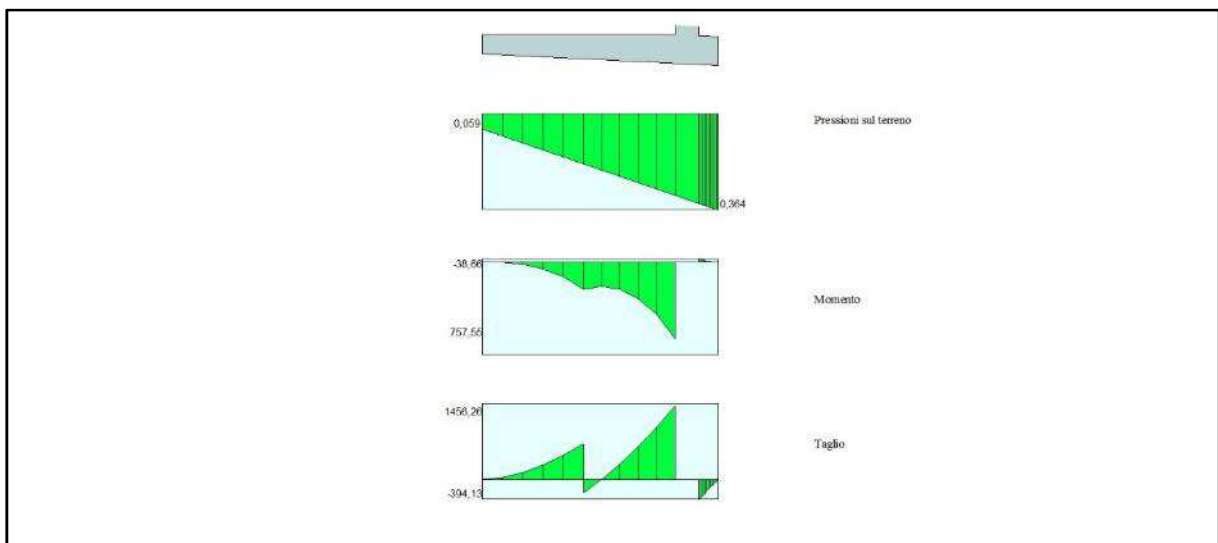 0,059
Pressioni sul terreno
0,364
-38,66
Momento
757,55
1456,26
Taglio
-394,13